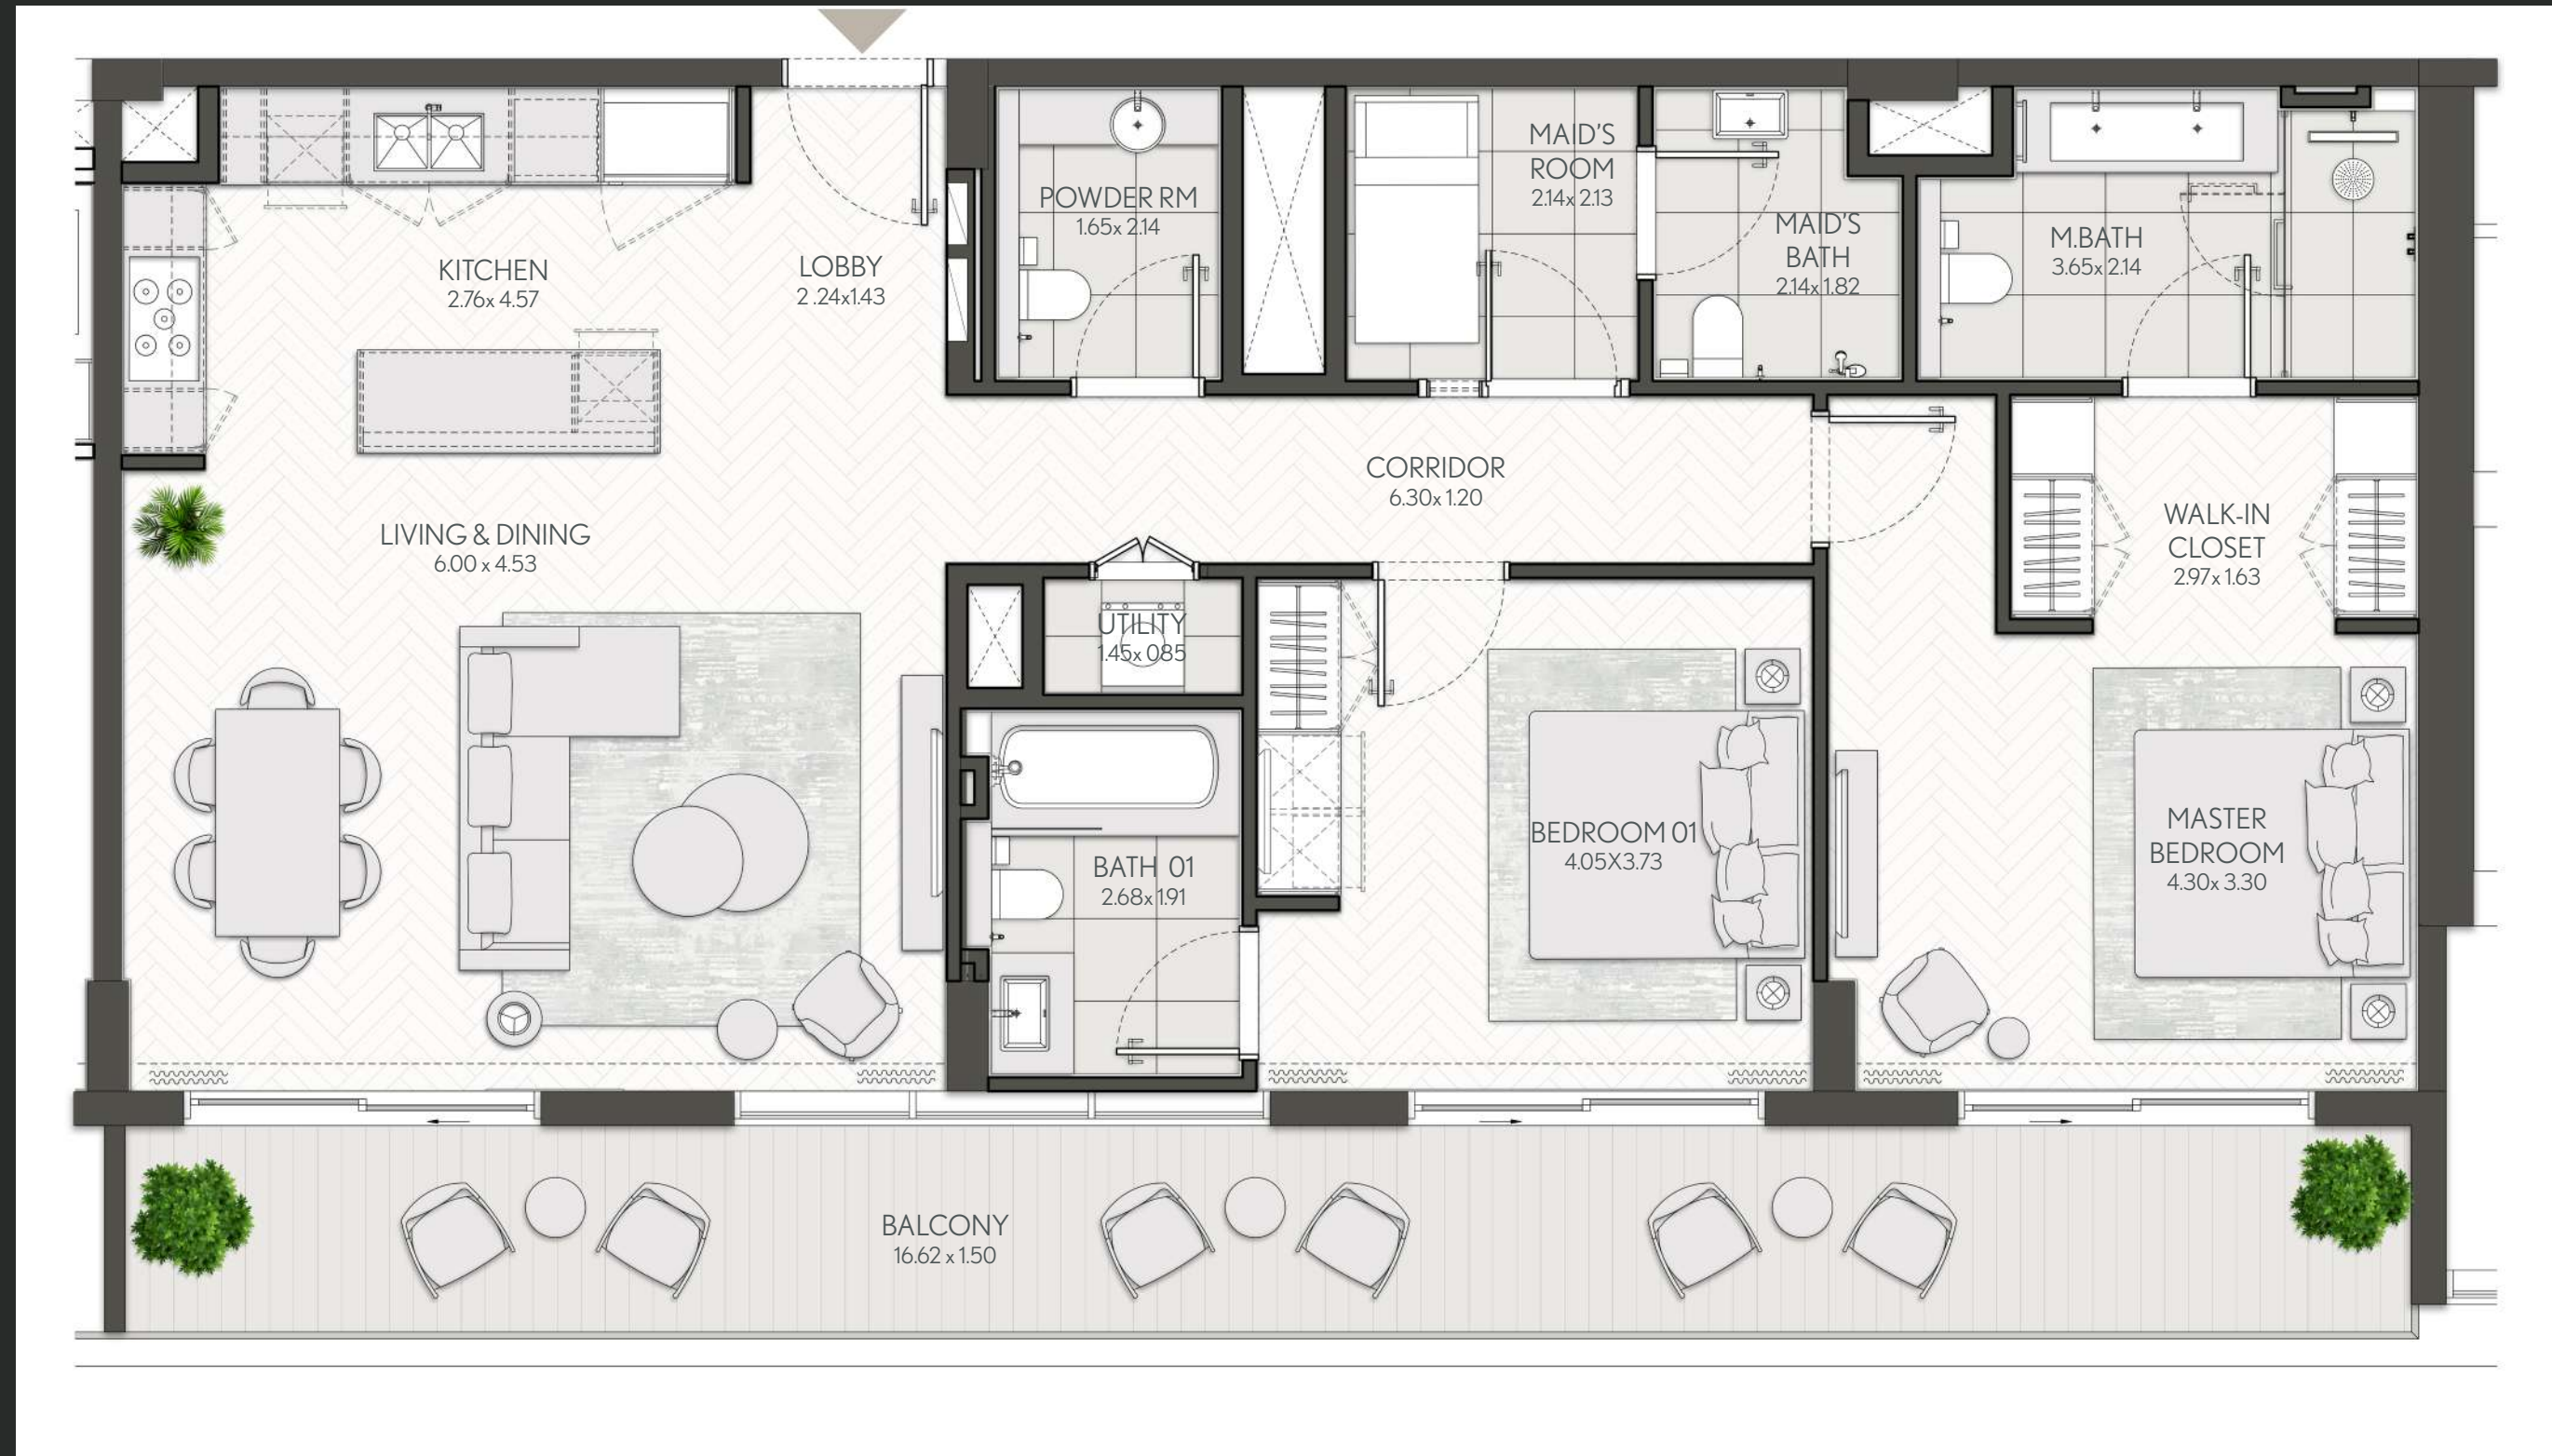 KITCHEN
2.76x 4.57
LOBBY
2 .24x1.43
POWDER RM
1.65x 2.14
MAID'S
ROOM
2.14x 2.13
MAID'S
BATH
2.14x 1.82
M.BATH
3.65x 2.14
LIVING & DINING
6.00 x 4.53
CORRIDOR
6.30x 1.20
WALK-IN
CLOSET
2.97x 1.63
UTILITY
1.45x 085
BATH 01
2.68x 1.91
BEDROOM 01
4.05X3.73
MASTER
BEDROOM
4.30x 3.30
BALCONY
16.62 x 1.50